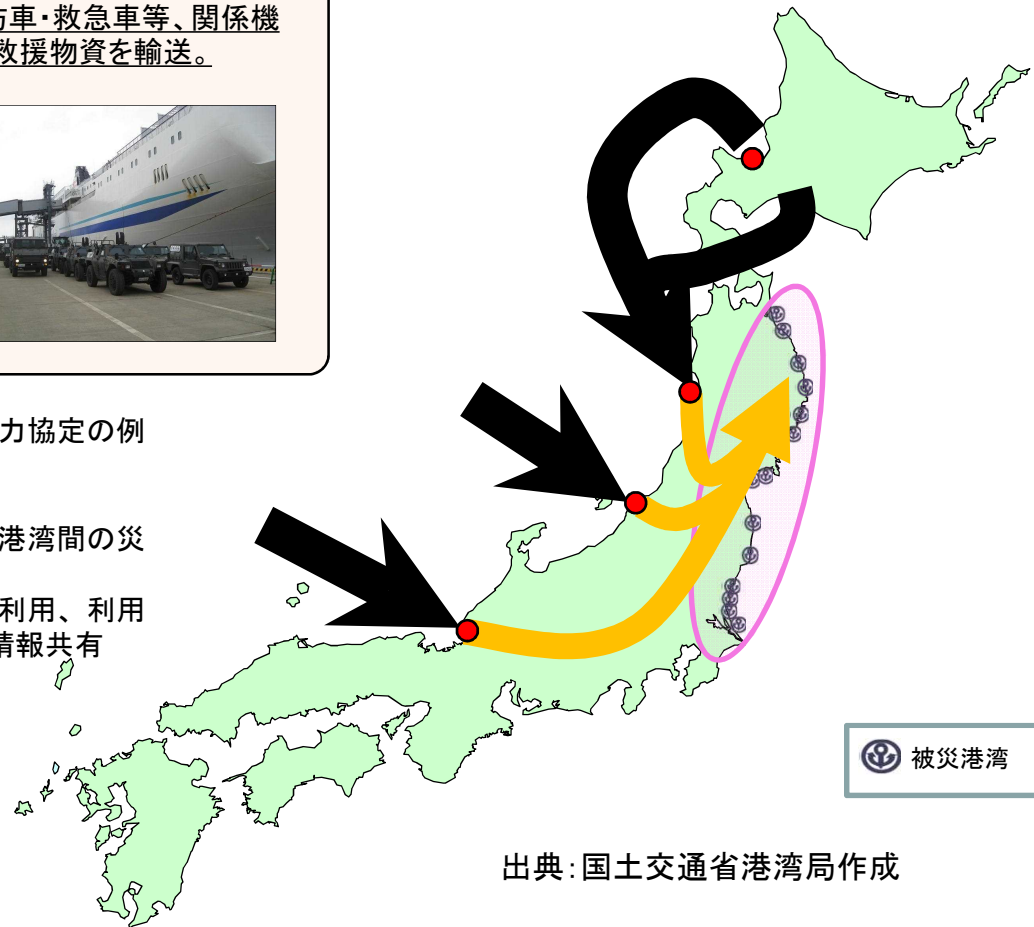 防車・救急車等、関係機
救援物資を輸送。
力協定の例
港湾間の災
利用、利用
情報共有
被災港湾
出典：国土交通省港湾局作成